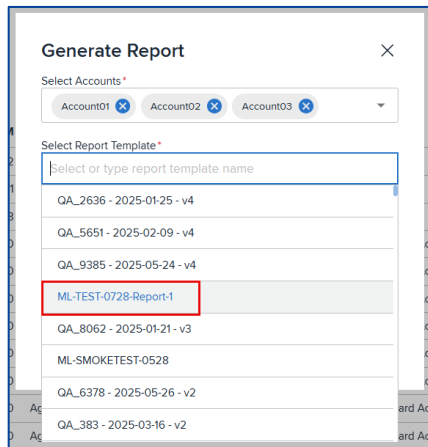 Generate Report
Select Accounts*
Account01 Account02 Account03
Select Report Template*
Select or type report template name
QA_2636 - 2025-01-25 - v4
QA_5651 - 2025-02-09 - v4
QA_9385 - 2025-05-24 - v4
ML-TEST-0728-Report-1
QA_8062 - 2025-01-21 - v3
ML-SMOKETEST-0528
QA_6378 - 2025-05-26 - v2
QA_383 - 2025-03-16 - v2